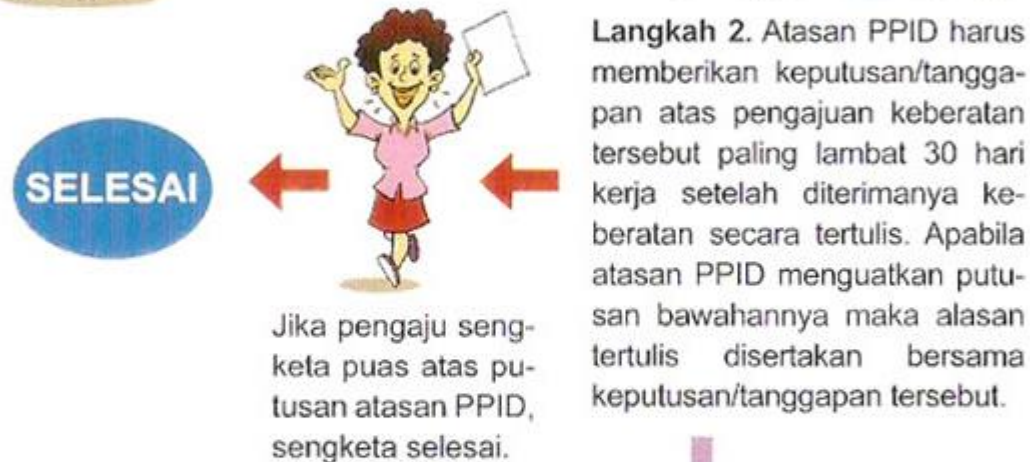 Langkah 2. Atasan PPID harus
memberikan keputusan/tangga-
pan atas pengajuan keberatan
tersebut paling lambat 30 hari
kerja setelah diterimanya ke-
beratan secara tertulis. Apabila
atasan PPID menguatkan putu-
san bawahannya maka alasan
tertulis disertakan bersama
keputusan/tanggapan tersebut.
Jika pengaju seng-
keta puas atas pu-
tusan atasan PPID,
sengketa selesai.
SELESAI